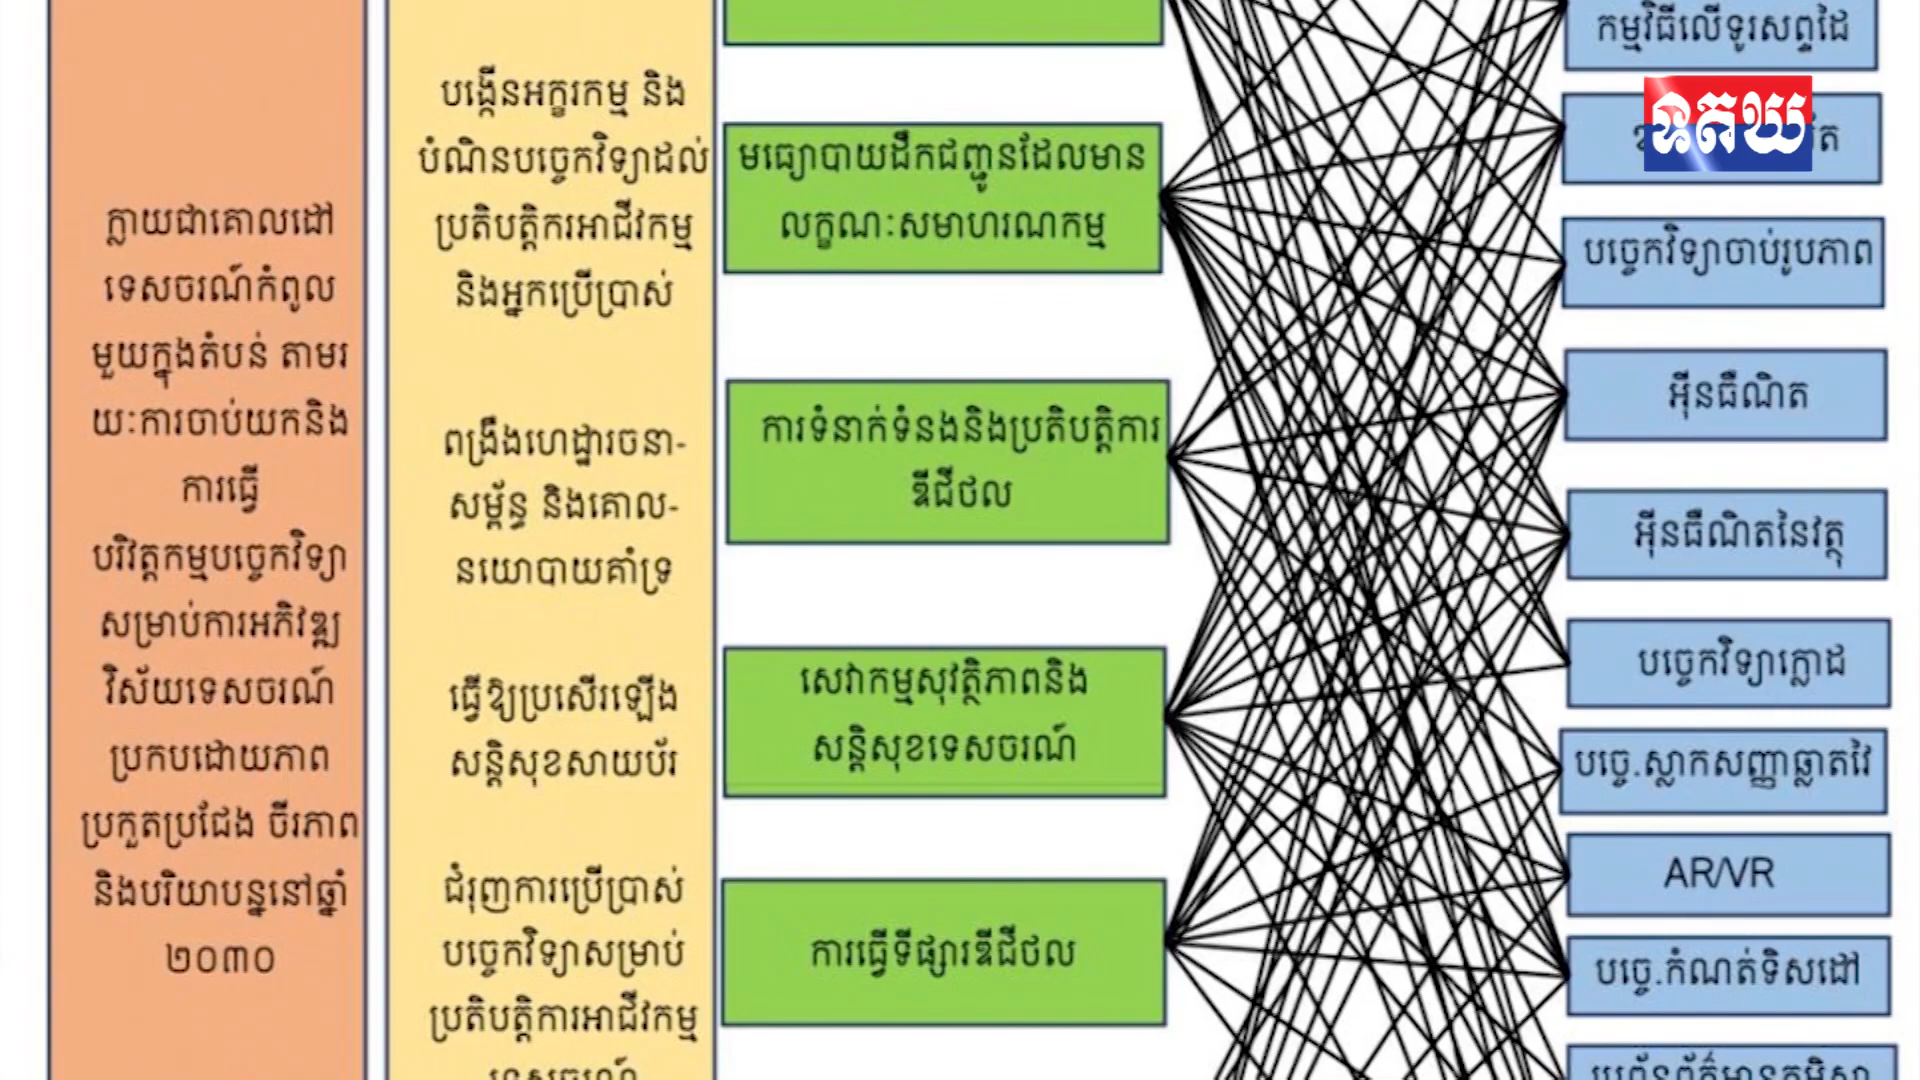 ក្លាយជាគោលដៅ
ទេសចរណ៍កំពូល
មួយក្នុងតំបន់ តាមរ
យ:ការចាប់យកនិង
ការធ្វើ
បរិវត្តកម្មបច្ចេកវិទ្យា
សម្រាប់ការអភិវឌ្ឍ
វិស័យទេសចរណ៍
ប្រកបដោយភាព
ប្រកួតប្រជែង ចីរភាព
និងបរិយាបន្ននៅឆ្នាំ
២០៣០
បង្កើនអក្ខរកម្ម និង
បំណិនបច្ចេកវិទ្យាដល់
ប្រតិបត្តិករអាជីវកម្ម
និងអ្នកប្រើប្រាស់
ពង្រឹងហេដ្ឋារចនា-
សម្ព័ន្ធ និងគោល-
នយោបាយគាំទ្រ
ធ្វើឱ្យប្រសើរឡើង
សន្តិសុខសាយប័រ
ជំរុញការប្រើប្រាស់
បច្ចេកវិទ្យាសម្រាប់
ប្រតិបត្តិការអាជីវកម្ម
ទេសចរណ៍
មធ្យោបាយដឹកជញ្ជូនដែលមាន
លក្ខណ:សមាហរណកម្ម
ការទំនាក់ទំនងនិងប្រតិបត្តិការ
ឌីជីថល
សេវាកម្មសុវត្ថិភាពនិង
សន្តិសុខទេសចរណ៍
ការធ្វើទីផ្សារឌីជីថល
កម្មវិធីលើទូរសព្ទដៃ
ឧតយ
បច្ចេកវិទ្យាចាប់រូបភាព
អ៊ីនធឺណិត
អ៊ីនធឺណិតនៃវត្ថុ
បច្ចេកវិទ្យាក្លោដ
បច្ចេ.ស្លាកសញ្ញាឆ្លាតវៃ
AR/VR
បច្ចេ.កំណត់ទិសដៅ